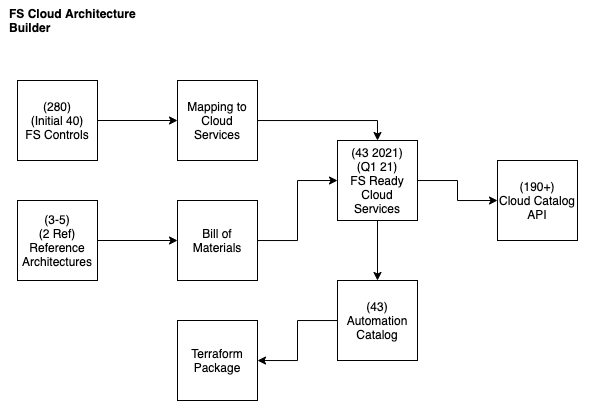 FS Cloud Architecture
Builder
(280)
(Initial 40)
FS Controls
Mapping to
Cloud
Services
(43 2021)
(Q1 21)
FS Ready
Cloud
Services
(190+)
Cloud Catalog
API
(3-5)
(2 Ref)
Reference
Architectures
Bill of
Materials
(43)
Automation
Catalog
Terraform
Package